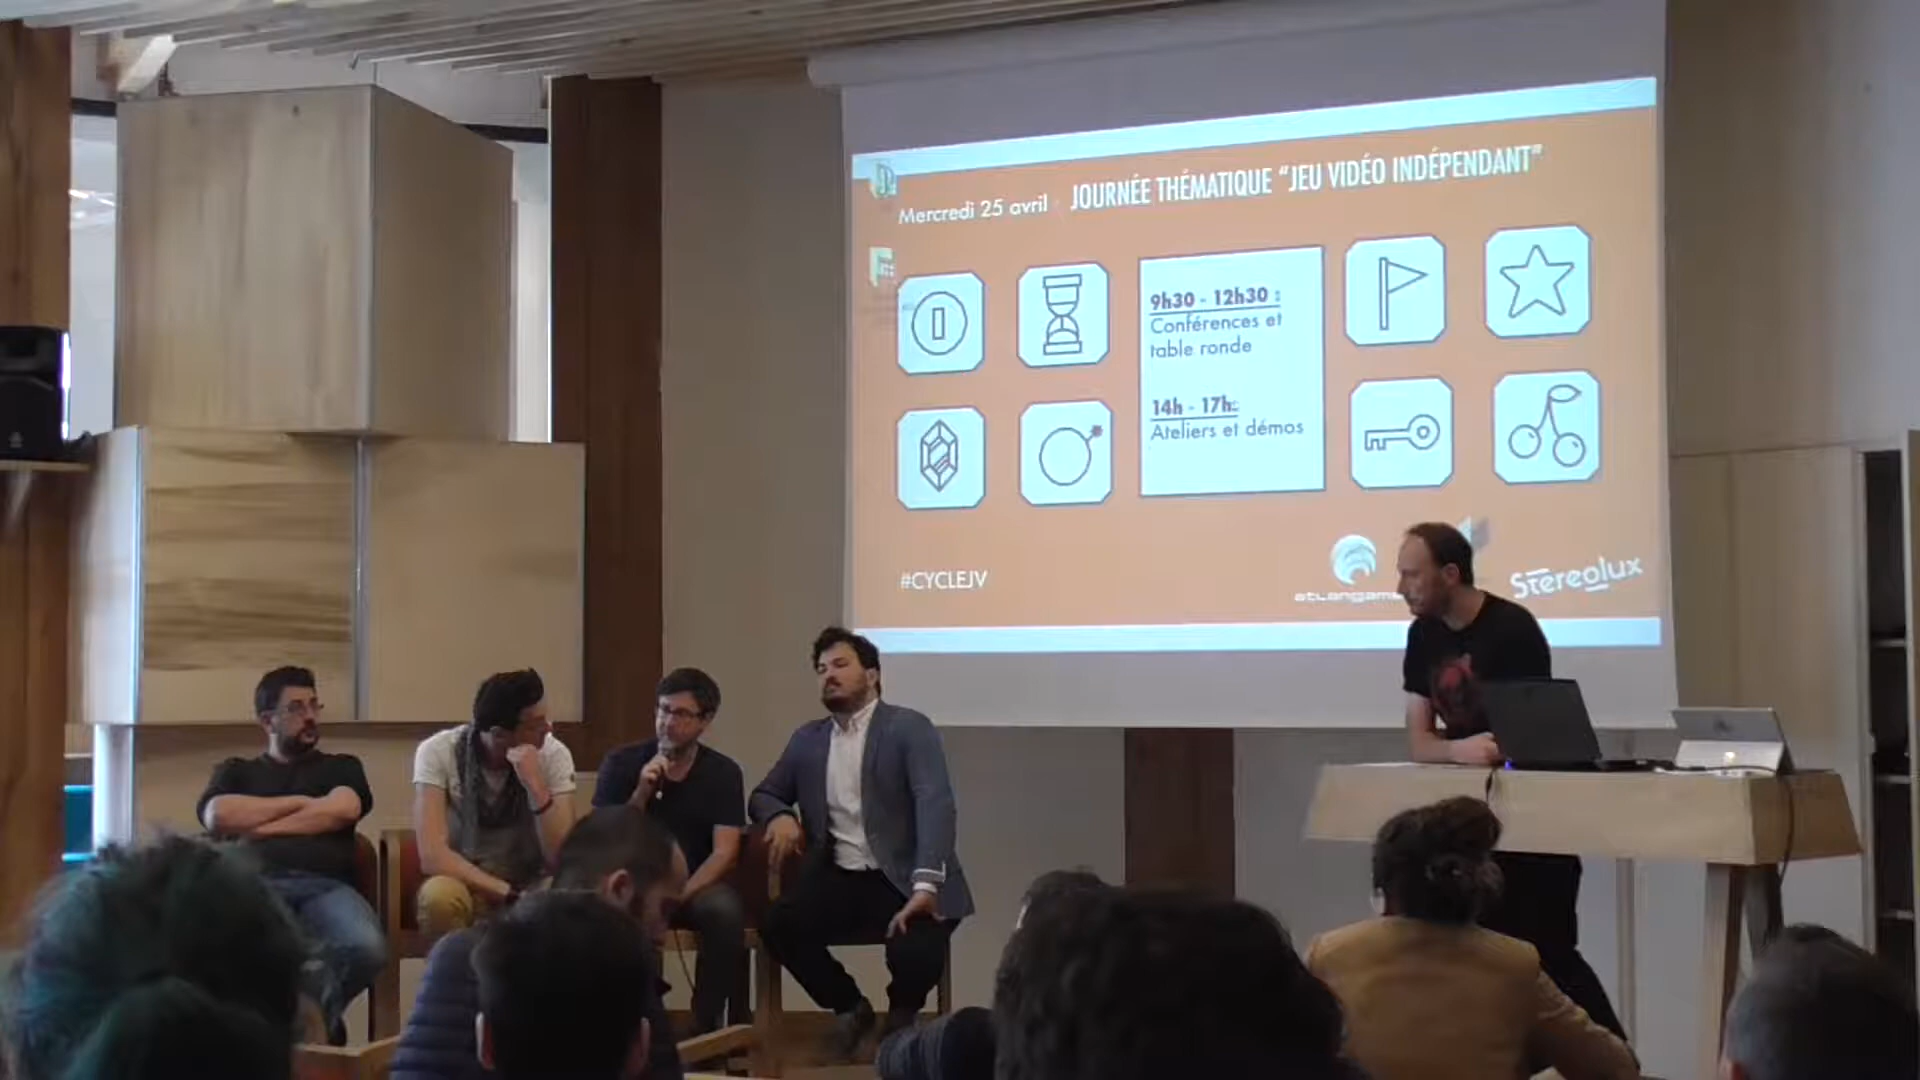 Mercredi 25 avril - JOURNÉE THÉMATIQUE "JEU VIDÉO INDÉPENDANT"
9h30 - 12h30 :
Conférences et
table ronde
14h - 17h:
Ateliers et démos
#CYCLEJV
Stereolux